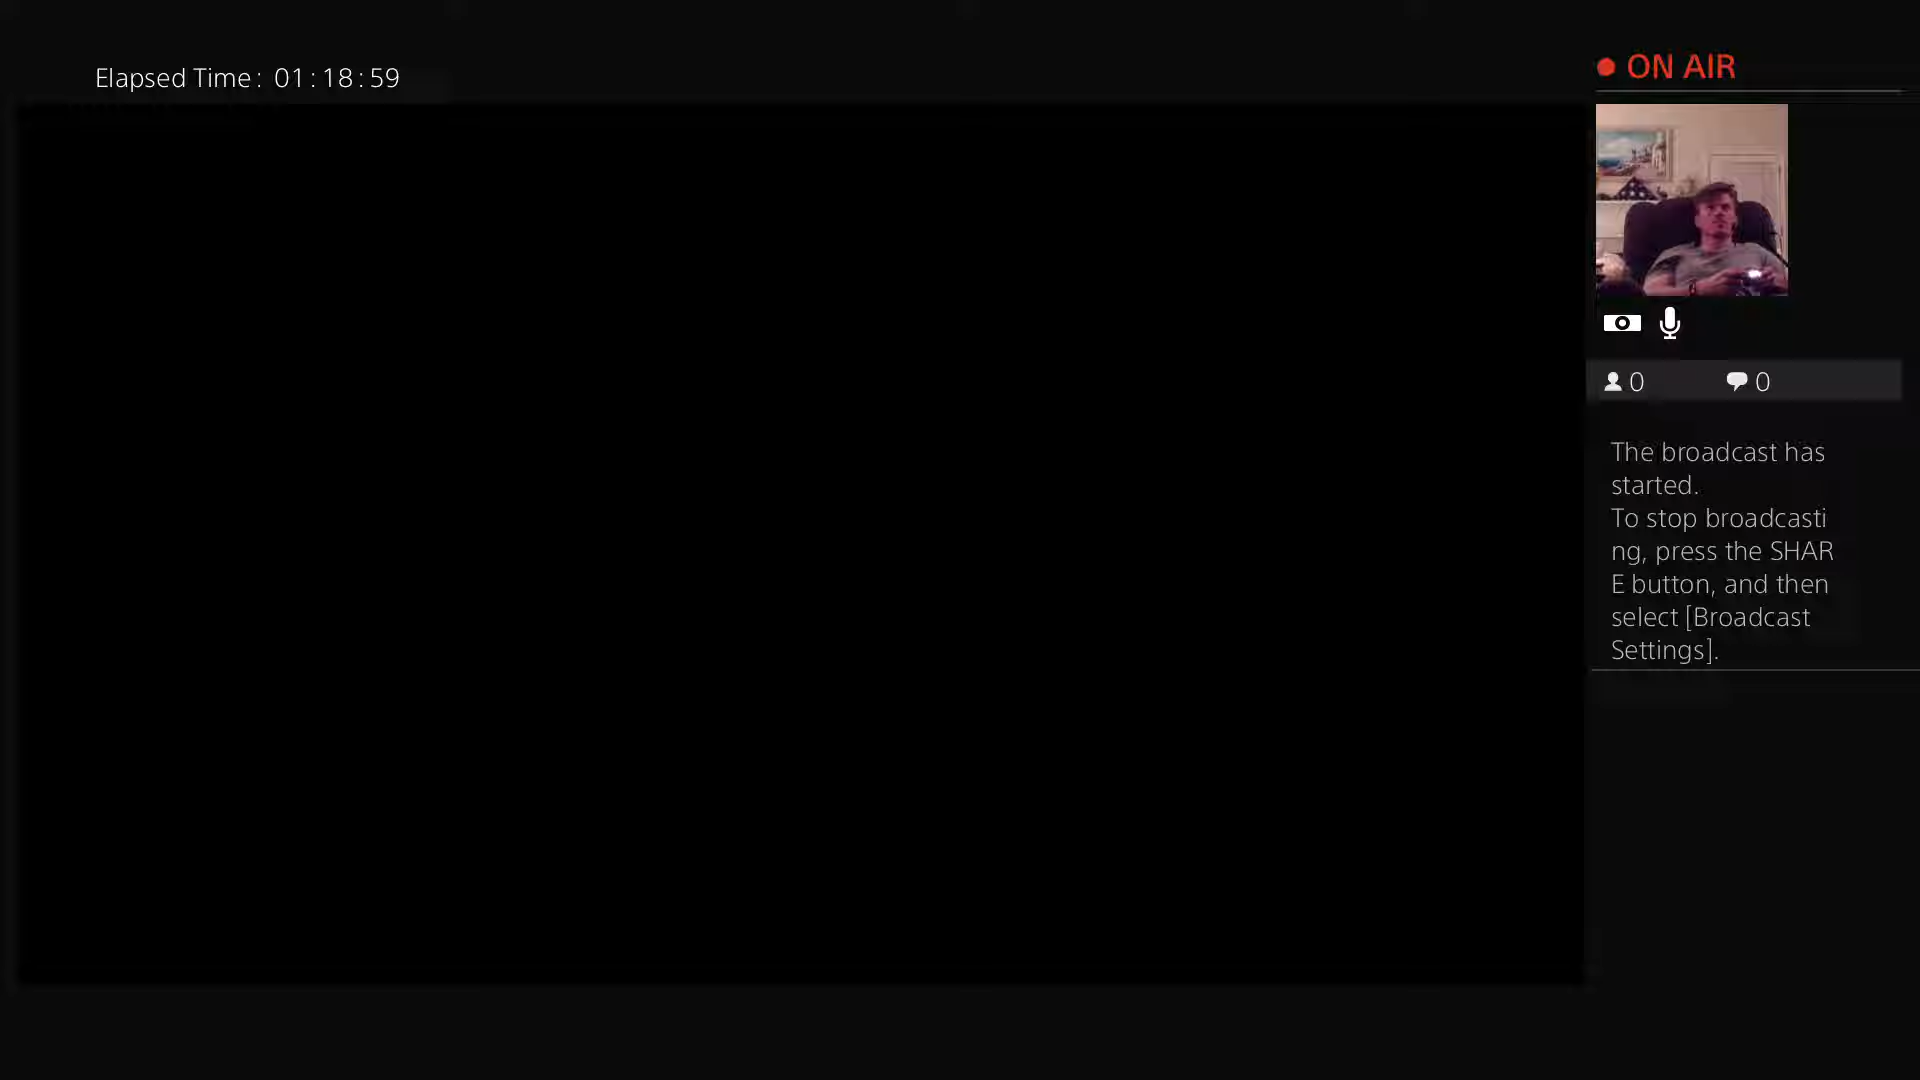 Elapsed Time: 01:18:59
ON AIR
0 0
The broadcast has
started.
To stop broadcasti
ng, press the SHAR
E button, and then
select [Broadcast
Settings].